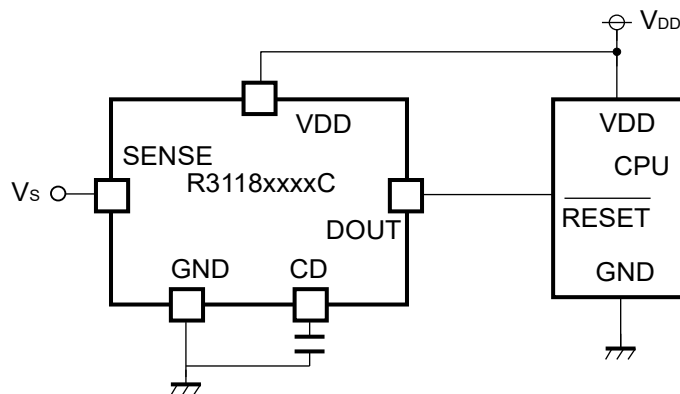 VDD
VDD
VDD
SENSE
CPU
R3118xxxxC
VS
RESET
DOUT
GND
CD
GND